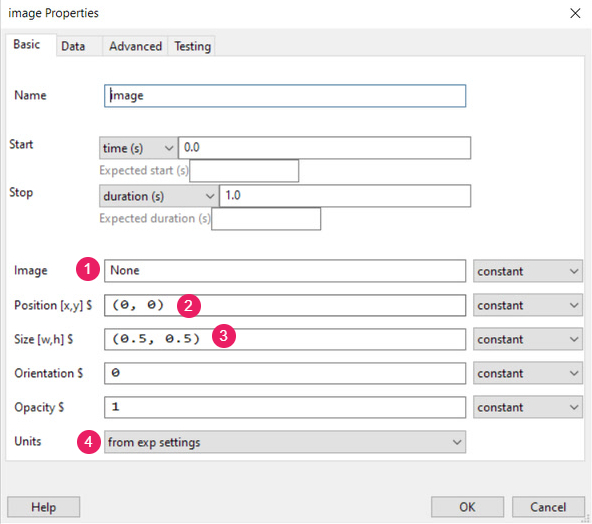 image Properties
Basic Data Advanced Testing
Name image
Start time (s) 0.0
Expected start (s)
Stop duration (s) 1.0
Expected duration (s)
Image 1 None constant
Position [x,y] $ (0, 0) 2 constant
Size [w,h] $ (0.5, 0.5) 3 constant
Orientation $ 0 constant
Opacity $ 1 constant
Units 4 from exp settings
Help OK Cancel